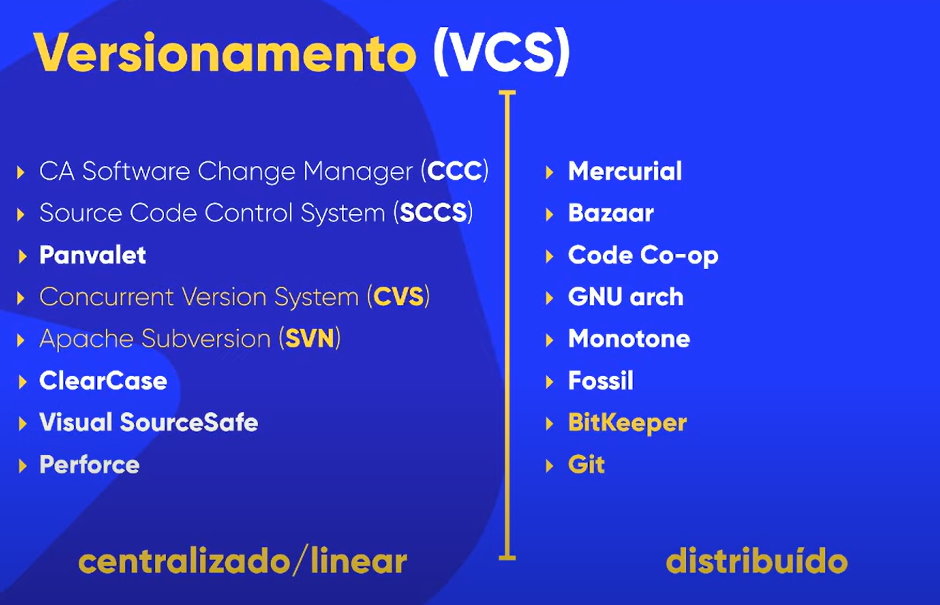 Versionamento (VCS)
CA Software Change Manager (CCC)
Source Code Control System (SCCS)
Panvalet
Concurrent Version System (CVS)
Apache Subversion (SVN)
ClearCase
Visual SourceSafe
Perforce
centralizado/linear
Mercurial
Bazaar
Code Co-op
GNU arch
Monotone
Fossil
BitKeeper
Git
distribuído